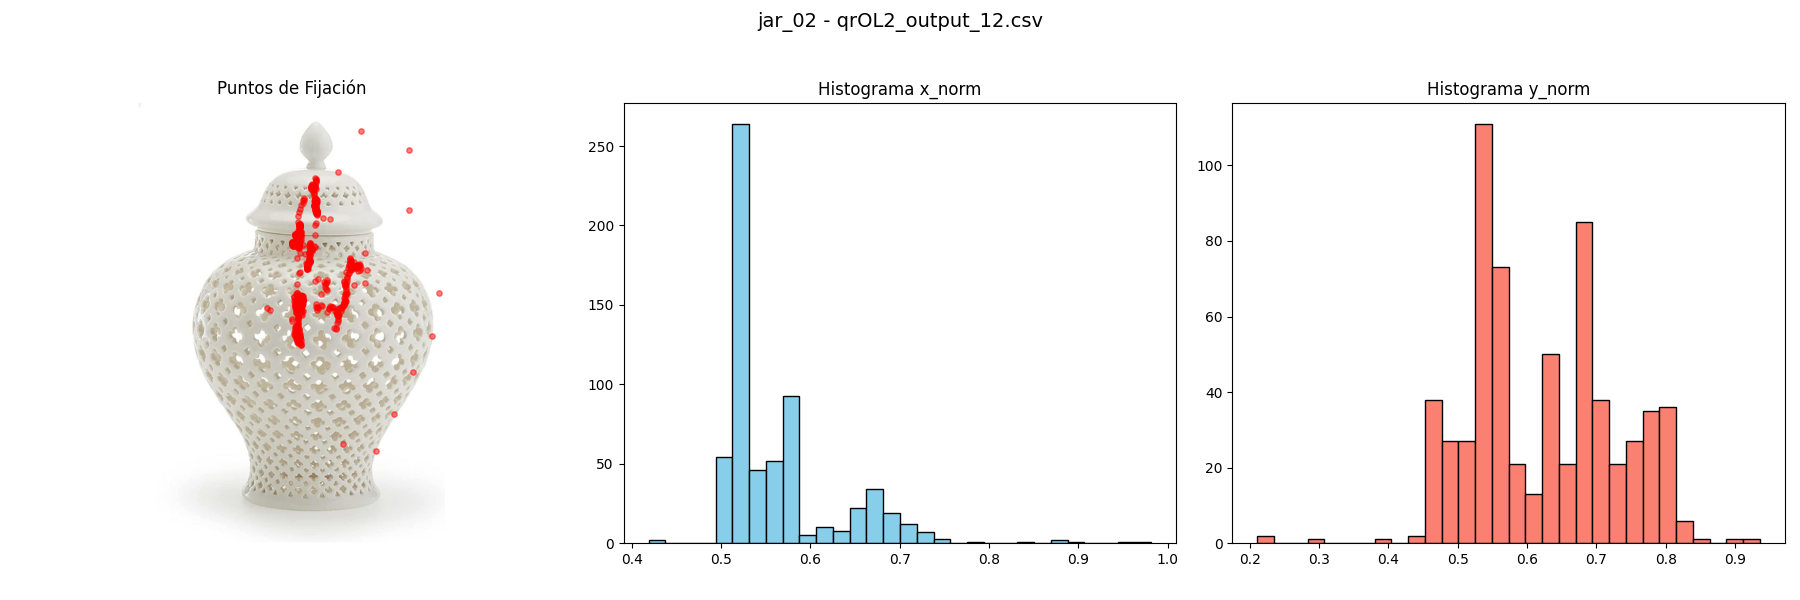 jar_02 - qrOL2_output_12.csv
Puntos de Fijación
Histograma x_norm
Histograma y_norm
250
200
150
100
50
0
0.4 0.5 0.6 0.7 0.8 0.9 1.0
100
80
60
40
20
0
0.2 0.3 0.4 0.5 0.6 0.7 0.8 0.9